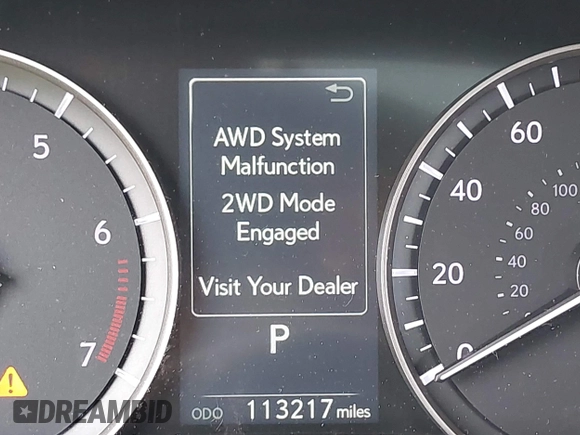 AWD System
Malfunction
2WD Mode
Engaged
Visit Your Dealer
P
ODO 113217 miles
5
6
7
60
40
20
0
100
80
60
40
20
DREAMBID